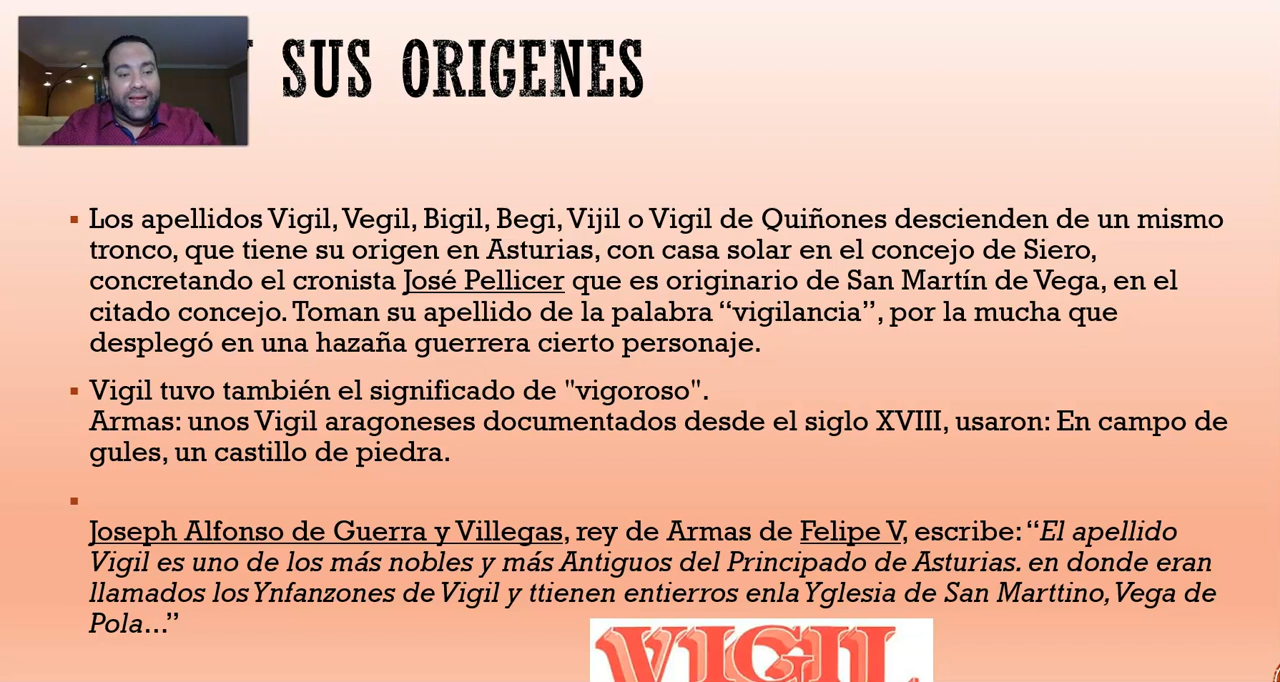 SUS ORIGENES
Los apellidos Vigil, Vegil, Bigil, Begi, Vijil o Vigil de Quiñones descienden de un mismo
tronco, que tiene su origen en Asturias, con casa solar en el concejo de Siero,
concretando el cronista José Pellicer que es originario de San Martín de Vega, en el
citado concejo. Toman su apellido de la palabra “vigilancia”, por la mucha que
desplegó en una hazaña guerrera cierto personaje.
Vigil tuvo también el significado de "vigoroso".
Armas: unos Vigil aragoneses documentados desde el siglo XVIII, usaron: En campo de
gules, un castillo de piedra.
Joseph Alfonso de Guerra y Villegas, rey de Armas de Felipe V, escribe: “El apellido
Vigil es uno de los más nobles y más Antiguos del Principado de Asturias. en donde eran
llamados los Ynfanzones de Vigil y ttienen entierros enla Yglesia de San Marttino, Vega de
Pola…”
VIGIL